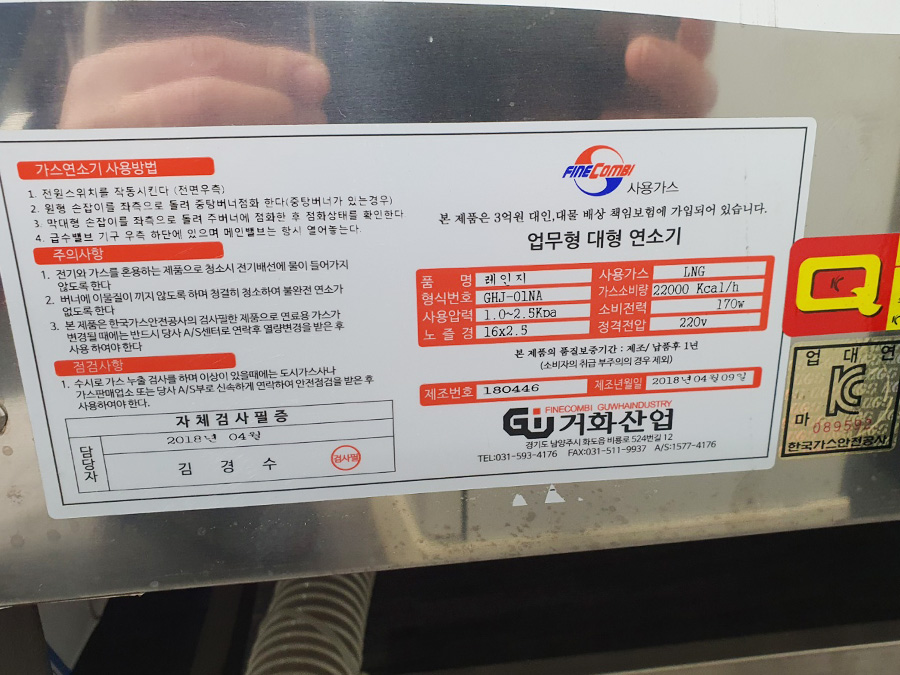 가스연소기 사용방법
1. 전원스위치를 작동시킨다 (전면우측)
2. 원형 손잡이를 좌측으로 돌려 중탕버너점화 한다(중탕버너가 있는경우)
3. 막대형 손잡이를 좌측으로 돌려 주버너에 점화한 후 점화상태를 확인한다
4. 급수밸브 기구 우측 하단에 있으며 메인밸브는 항시 열어놓는다.
주의사항
1. 전기와 가스를 혼용하는 제품으로 청소시 전기배선에 물이 들어가지
않도록 한다
2. 버너에 이물질이 끼지 않도록 하며 청결히 청소하여 불완전 연소가
없도록 한다
3. 본 제품은 한국가스안전공사의 검사필한 제품으로 연료용 가스가
변경될 때에는 반드시 당사 A/S센터로 연락후 열량변경을 받은 후
사용 하여야 한다
점검사항
1. 수시로 가스 누출 검사를 하며 이상이 있을때에는 도시가스사나
가스판매업소 또는 당사 A/S부로 신속하게 연락하여 안전점검을 받은 후
사용하여야 한다.
자체검사필증
담당자
2018년 04월
김경수
검사필
FINECOMBI
사용가스
본 제품은 3억원 대인,대물 배상 책임보험에 가입되어 있습니다.
업무형 대형 연소기
품 명 레인지 사용가스 LNG
형식번호 GHJ-01NA 가스소비량 22000 Kcal/h
사용압력 1.0~2.5Kpa 소비전력 170w
노즐경 16x2.5 정격전압 220v
본 제품의 품질보증기간 : 제조/납품후 1년
(소비자의 취급 부주의의 경우 제외)
제조번호 180446 제조년월일 2018년 04월 09일
FINECOMBI GUWHAINDUSTRY
GU 거화산업
경기도 남양주시 화도읍 비룡로 524번길 12
TEL:031-593-4176 FAX:031-511-9937 A/S:1577-4176
Q
K
업 대 연
KC
마
한국가스안전공사